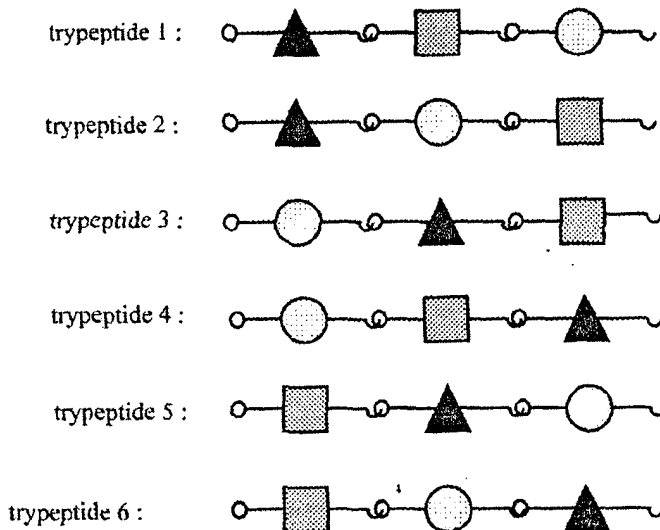 trypeptide 1 :
trypeptide 2 :
trypeptide 3 :
trypeptide 4 :
trypeptide 5 :
trypeptide 6 :